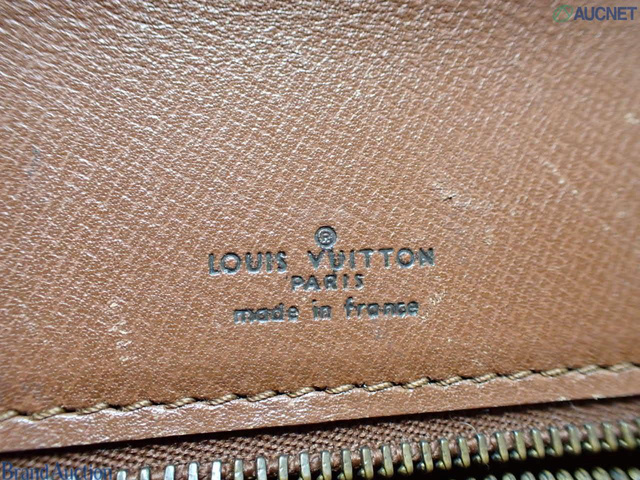 AUCNET
®
LOUIS VUITTON
PARIS
made in france
Brand Auction